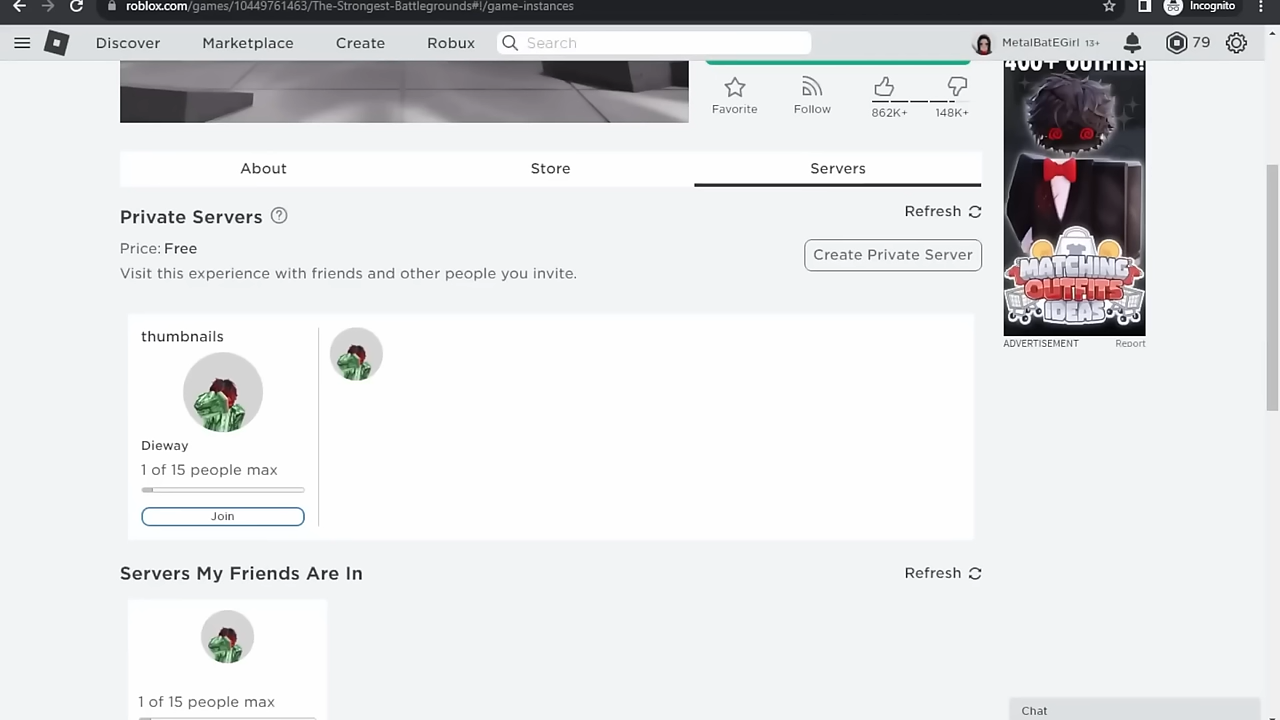 roblox.com/games/10449761463/The-Strongest-Battlegrounds#!/game-instances
Incognito
Discover
Marketplace
Create
Robux
Search
MetalBatEGirl 13+
79
400+ OUTFITS!
Favorite
Follow
862K+
148K+
About
Store
Servers
Private Servers ?
Refresh
Price: Free
Create Private Server
Visit this experience with friends and other people you invite.
MATCHING
OUTFITS
IDEAS
ADVERTISEMENT
Report
thumbnails
Dieway
1 of 15 people max
Join
Servers My Friends Are In
Refresh
1 of 15 people max
Chat